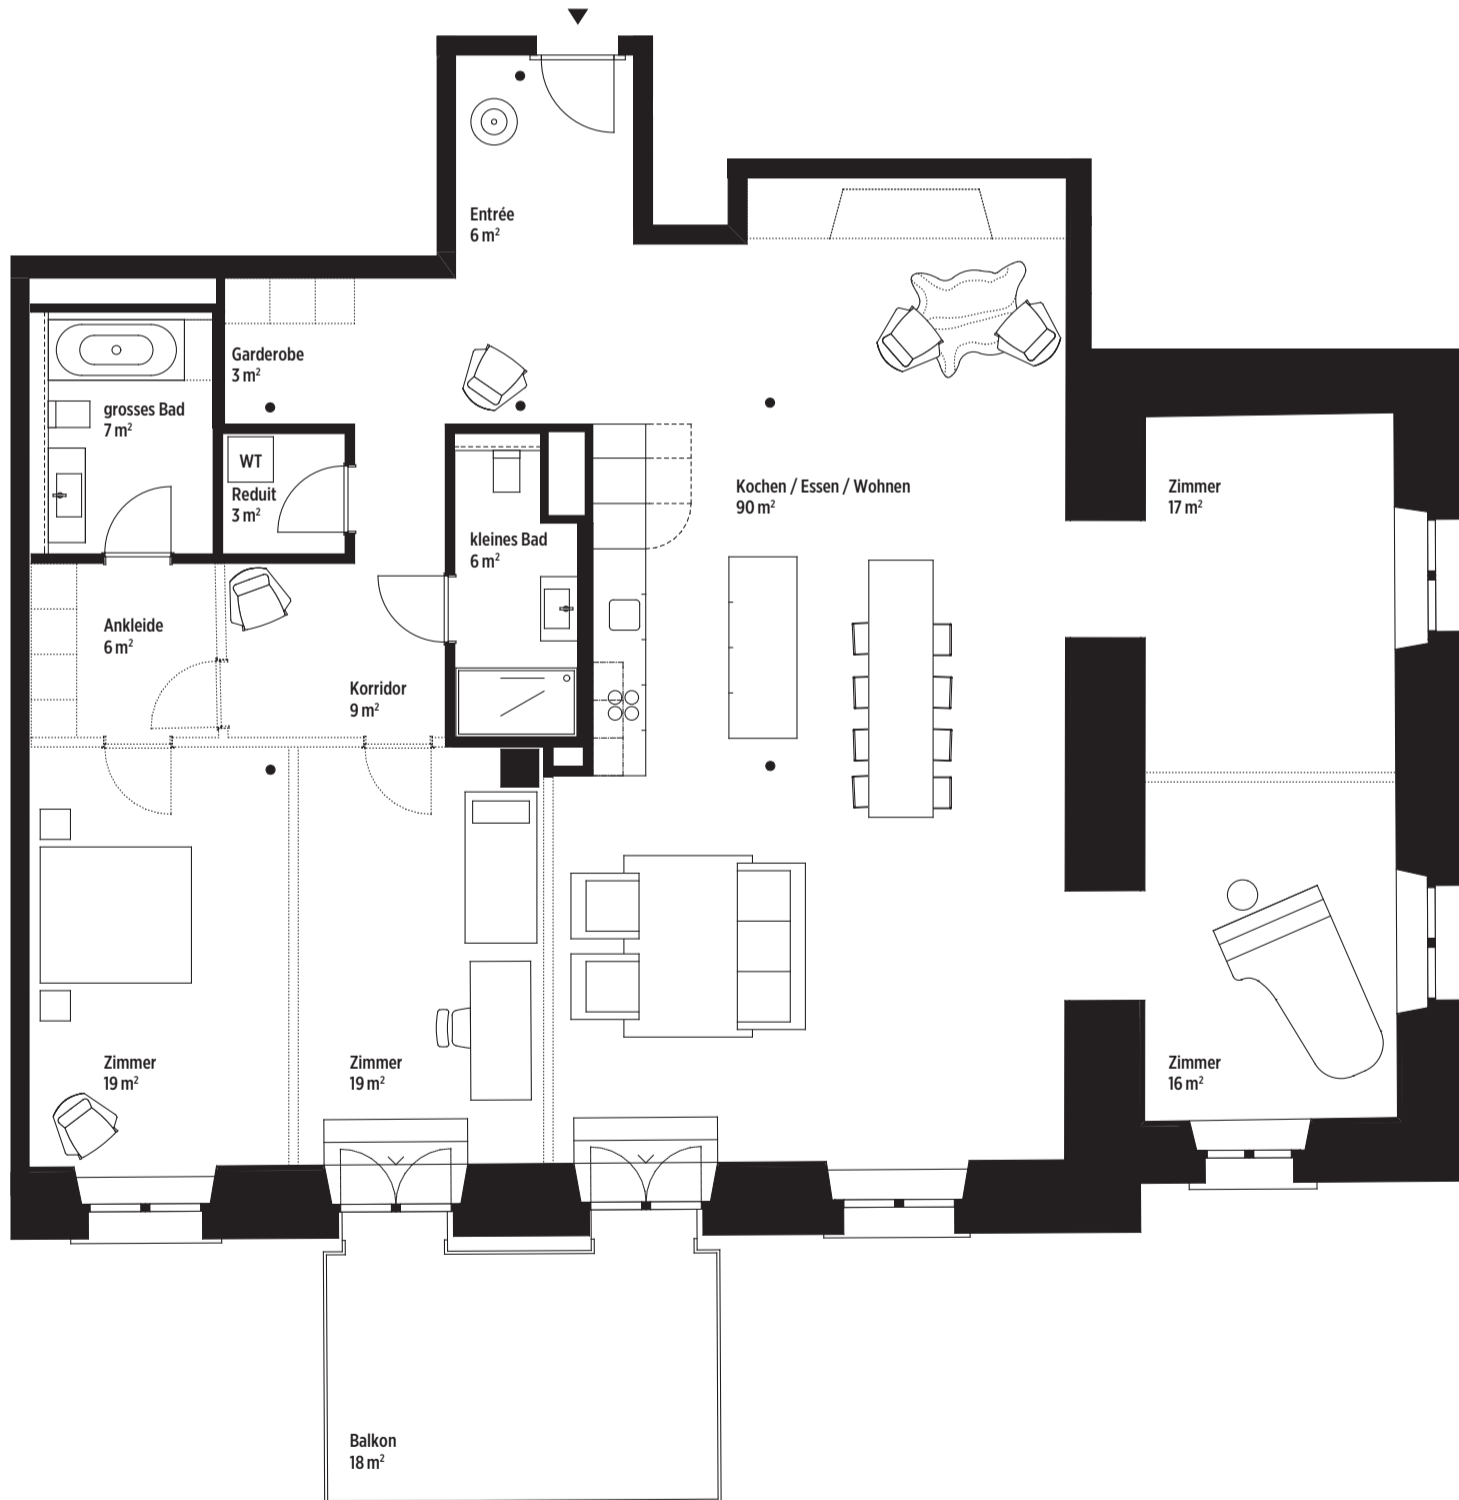 Entrée
6 m²
Garderobe
3 m²
grosses Bad
7 m²
WT
Reduit
3 m²
Kochen / Essen / Wohnen
90 m²
Zimmer
17 m²
kleines Bad
6 m²
Ankleide
6 m²
Korridor
9 m²
Zimmer
19 m²
Zimmer
19 m²
Zimmer
16 m²
Balkon
18 m²